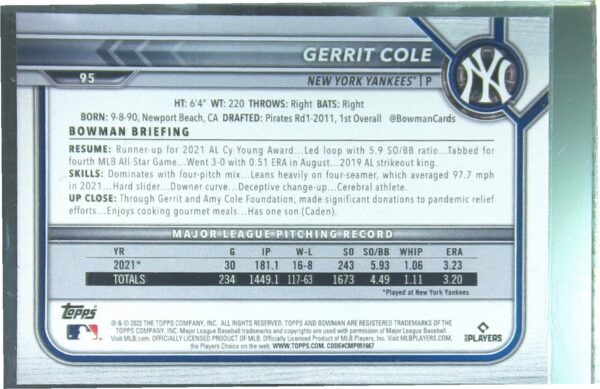 GERRIT COLE
95
NEW YORK YANKEES® | P
NY
HT: 6'4" WT: 220 THROWS: Right BATS: Right
BORN: 9-8-90, Newport Beach, CA DRAFTED: Pirates Rd1-2011, 1st Overall @BowmanCards
BOWMAN BRIEFING
RESUME: Runner-up for 2021 AL Cy Young Award...Led loop with 5.9 SO/BB ratio...Tabbed for
fourth MLB All-Star Game...Went 3-0 with 0.51 ERA in August...2019 AL strikeout king.
SKILLS: Dominates with four-pitch mix...Leans heavily on four-seamer, which averaged 97.7 mph
in 2021...Hard slider...Downer curve...Deceptive change-up...Cerebral athlete.
UP CLOSE: Through Gerrit and Amy Cole Foundation, made significant donations to pandemic relief
efforts...Enjoys cooking gourmet meals...Has one son (Caden).
MAJOR LEAGUE PITCHING RECORD
YR G IP W-L SO SO/BB WHIP ERA
2021* 30 181.1 16-8 243 5.93 1.06 3.23
TOTALS 234 1449.1 117-63 1673 4.49 1.11 3.20
*Played at New York Yankees
Topps
® & © 2022 THE TOPPS COMPANY, INC. ALL RIGHTS RESERVED. TOPPS AND BOWMAN ARE REGISTERED TRADEMARKS OF THE
TOPPS COMPANY, INC. Major League Baseball trademarks and copyrights are used with permission of Major League Baseball.
Visit MLB.com. OFFICIALLY LICENSED PRODUCT OF MLB. Officially Licensed Product of Major League Baseball Players. Visit MLBPLAYERS.com,
the Players Choice on the web. WWW.TOPPS.COM. CODE#CMP051667
MLB PLAYERS